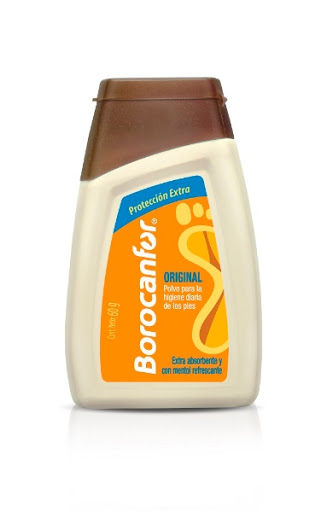 Protección Extra
Borocanfor®
ORIGINAL
Polvo para la
higiene diaria
de los pies
Cont. Neto 60 g
Extra absorbente y
con mentol refrescante